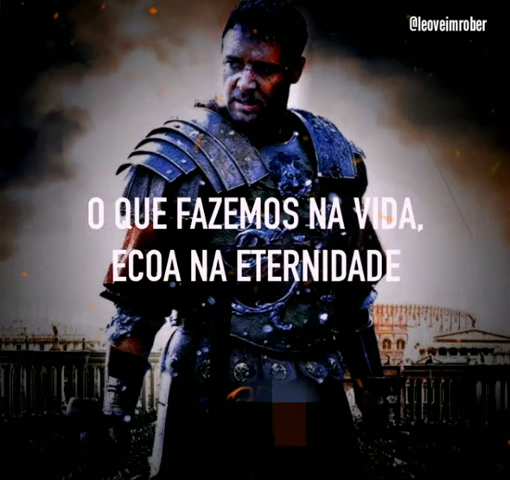 @leoveimrober
O QUE FAZEMOS NA VIDA,
ECOA NA ETERNIDADE